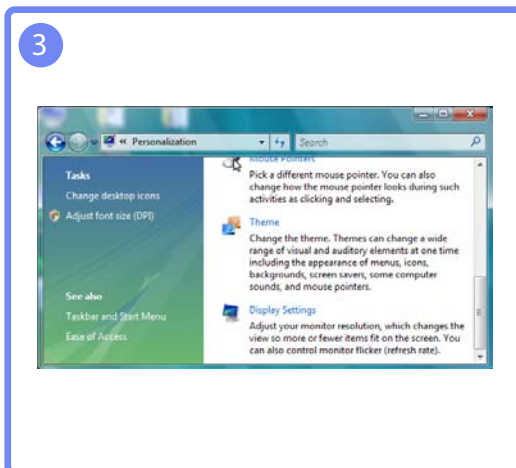 3
« Personalization
Search
Tasks
Change desktop icons
Adjust font size (DPI)
See also
Taskbar and Start Menu
Ease of Access
Mouse Pointers
Pick a different mouse pointer. You can also
change how the mouse pointer looks during such
activities as clicking and selecting.
Theme
Change the theme. Themes can change a wide
range of visual and auditory elements at one time
including the appearance of menus, icons,
backgrounds, screen savers, some computer
sounds, and mouse pointers.
Display Settings
Adjust your monitor resolution, which changes the
view so more or fewer items fit on the screen. You
can also control monitor flicker (refresh rate).